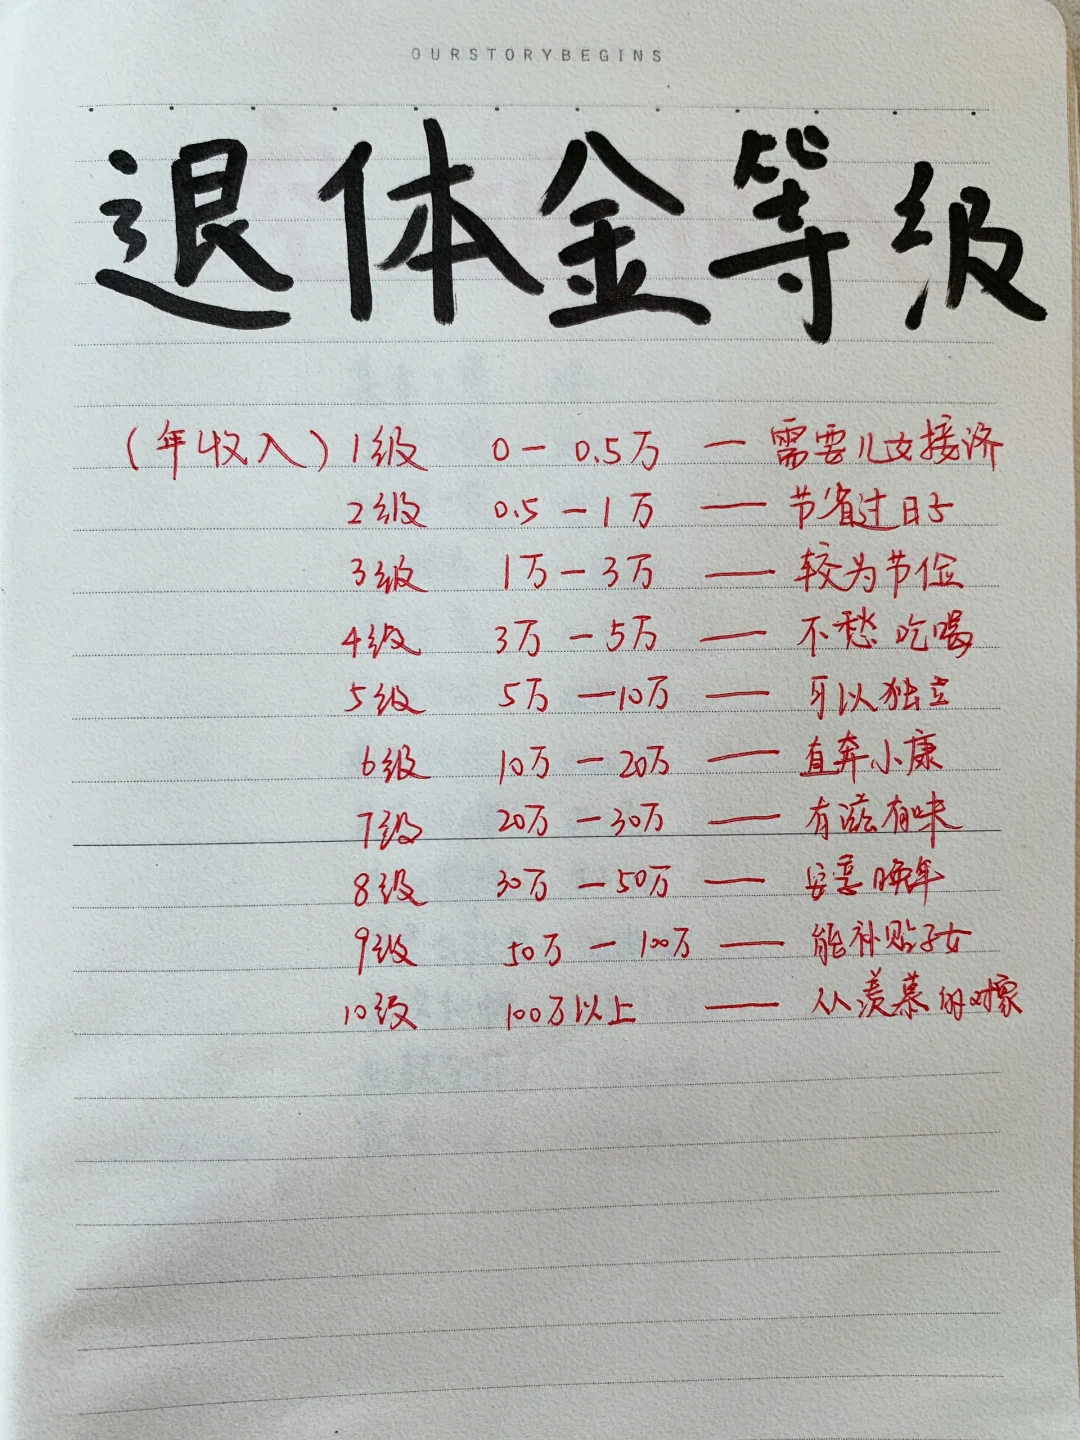 OURSTORYBEGINS
退休金等级
(年收入) 1级 0-0.5万 — 需要儿女接济
2级 0.5-1万 — 节省过日子
3级 1万-3万 — 较为节俭
4级 3万-5万 — 不愁吃喝
5级 5万-10万 — 可以独立
6级 10万-20万 — 直奔小康
7级 20万-30万 — 有滋有味
8级 30万-50万 — 安享晚年
9级 50万-100万 — 能补贴子女
10级 100万以上 — 从羡慕的对象